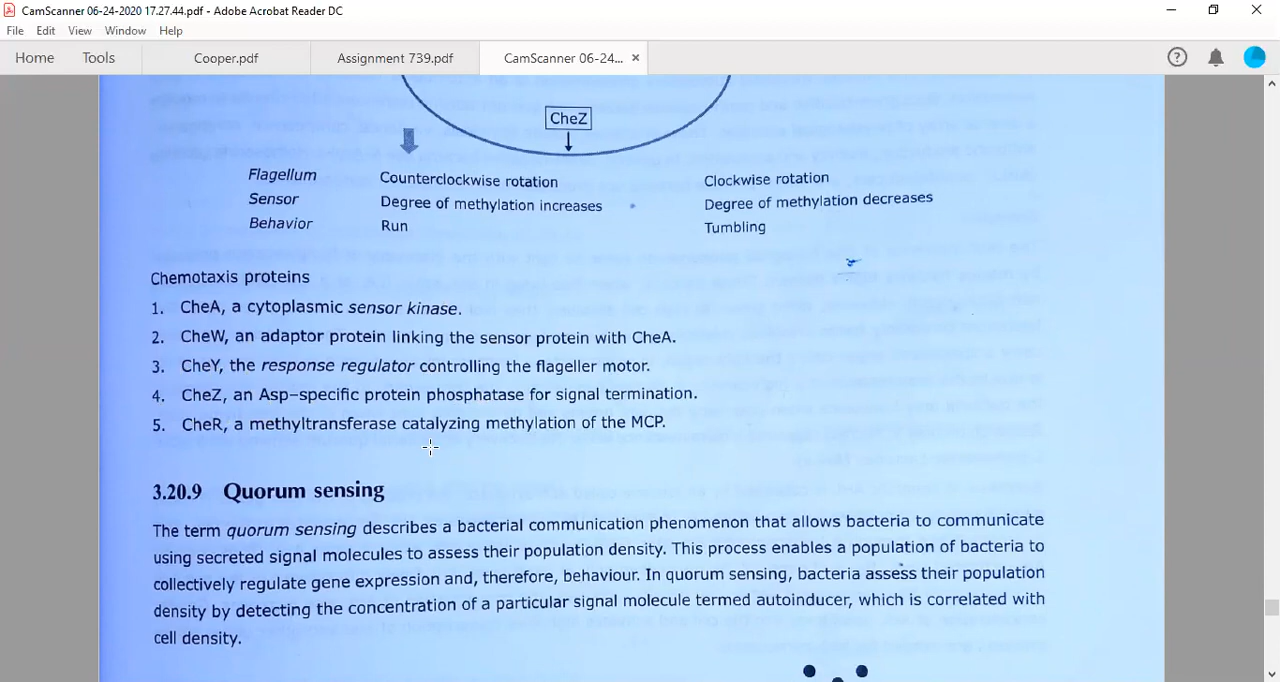 CamScanner 06-24-2020 17.27.44.pdf - Adobe Acrobat Reader DC
File Edit View Window Help
Home Tools Cooper.pdf Assignment 739.pdf CamScanner 06-24... ×
CheZ
Flagellum Counterclockwise rotation Clockwise rotation
Sensor Degree of methylation increases Degree of methylation decreases
Behavior Run Tumbling
Chemotaxis proteins
1. CheA, a cytoplasmic sensor kinase.
2. CheW, an adaptor protein linking the sensor protein with CheA.
3. CheY, the response regulator controlling the flageller motor.
4. CheZ, an Asp-specific protein phosphatase for signal termination.
5. CheR, a methyltransferase catalyzing methylation of the MCP.
3.20.9 Quorum sensing
The term quorum sensing describes a bacterial communication phenomenon that allows bacteria to communicate
using secreted signal molecules to assess their population density. This process enables a population of bacteria to
collectively regulate gene expression and, therefore, behaviour. In quorum sensing, bacteria assess their population
density by detecting the concentration of a particular signal molecule termed autoinducer, which is correlated with
cell density.